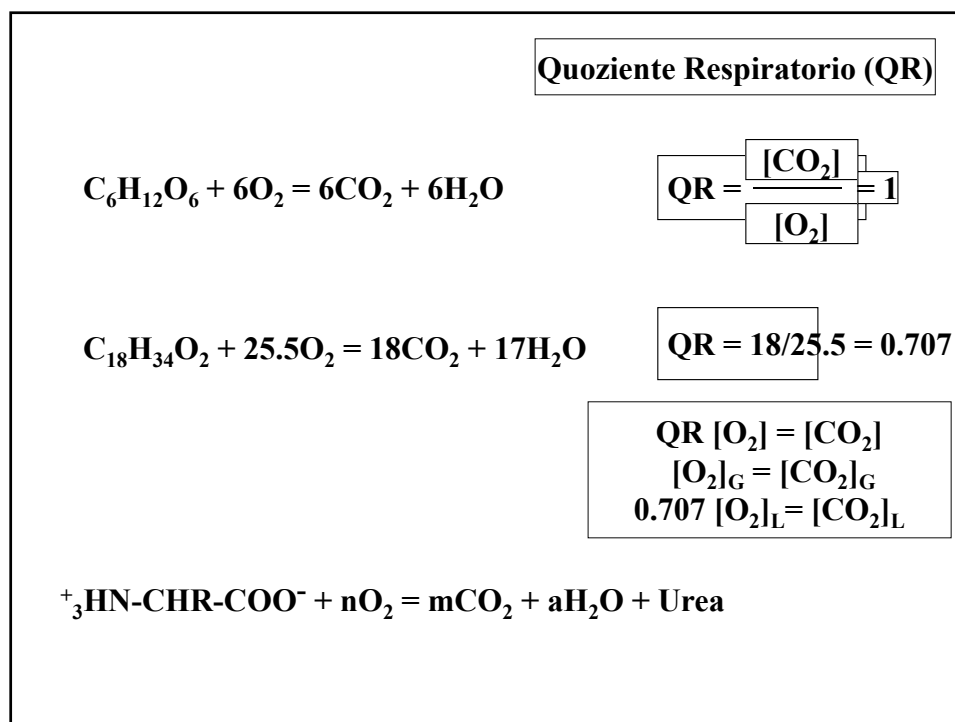 Quoziente Respiratorio (QR)
C₆H₁₂O₆ + 6O₂ = 6CO₂ + 6H₂O
QR = [CO₂] / [O₂] = 1
C₁₈H₃₄O₂ + 25.5O₂ = 18CO₂ + 17H₂O
QR = 18/25.5 = 0.707
QR [O₂] = [CO₂]
[O₂]G = [CO₂]G
0.707 [O₂]L= [CO₂]L
⁺₃HN-CHR-COO⁻ + nO₂ = mCO₂ + aH₂O + Urea